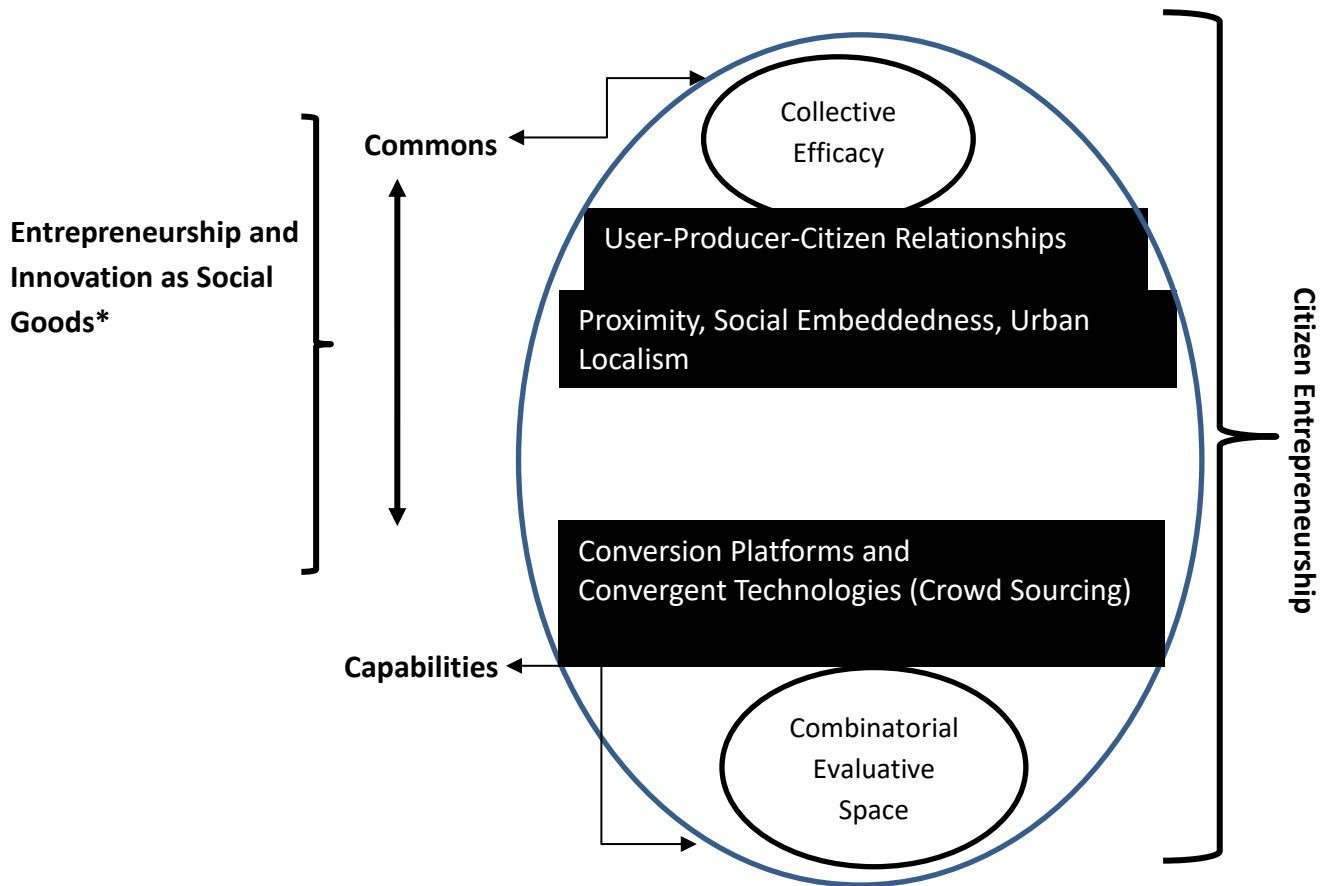 Collective
Efficacy
Commons
Entrepreneurship and
Innovation as Social
Goods*
User-Producer-Citizen Relationships
Proximity, Social Embeddedness, Urban
Localism
Citizen Entrepreneurship
Conversion Platforms and
Convergent Technologies (Crowd Sourcing)
Capabilities
Combinatorial
Evaluative
Space